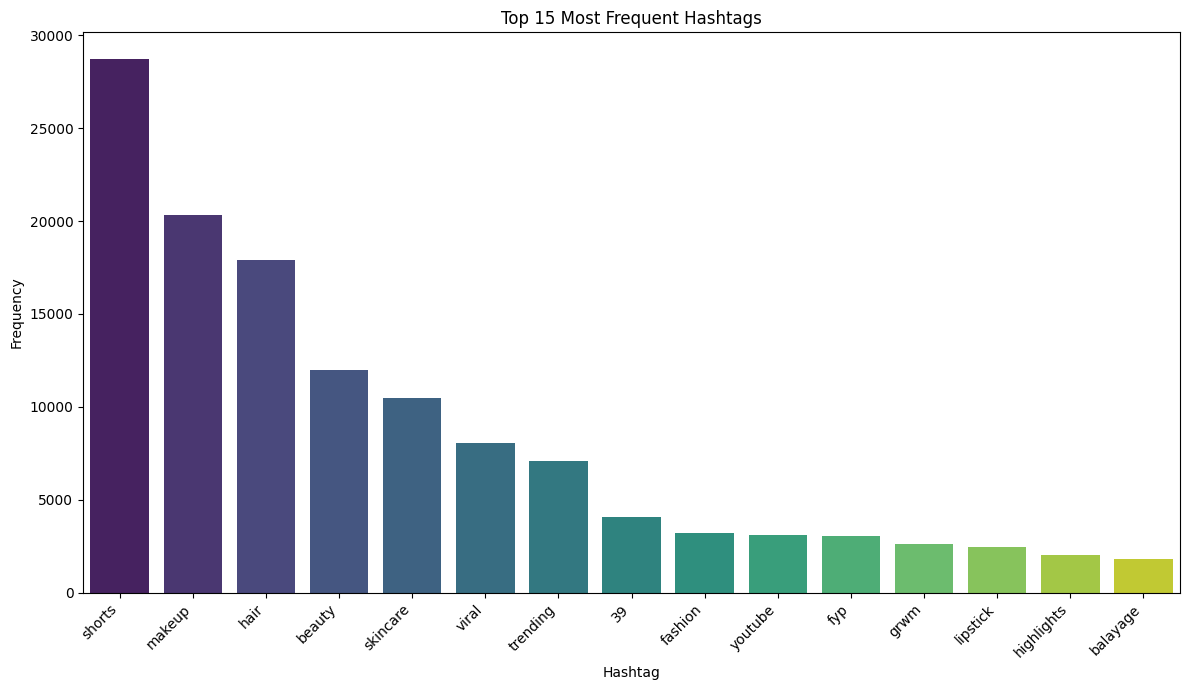 Top 15 Most Frequent Hashtags
30000
25000
20000
15000
10000
5000
0
Frequency
shorts
makeup
hair
beauty
skincare
viral
trending
39
fashion
youtube
fyp
grwm
lipstick
highlights
balayage
Hashtag